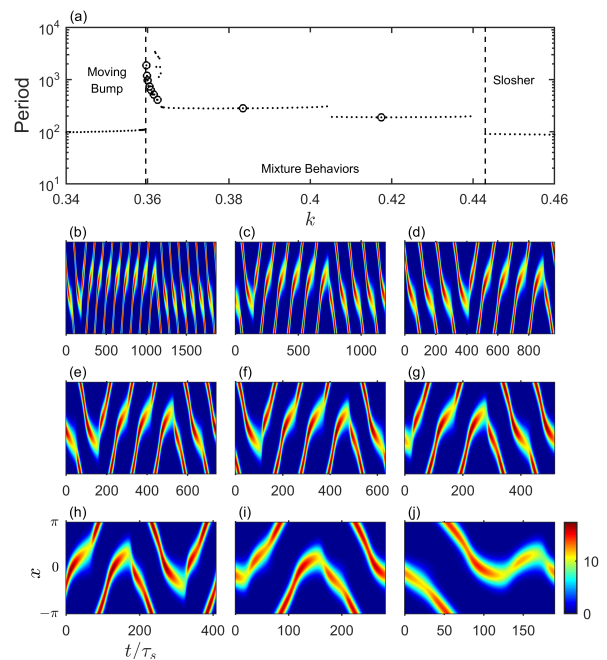 (a)
10^4
10^3
10^2
10^1
Period
Moving
Bump
Slosher
Mixture Behaviors
0.34 0.36 0.38 0.4 0.42 0.44 0.46
k
(b) (c) (d)
0 500 1000 1500
0 500 1000
0 200 400 600 800
(e) (f) (g)
0 200 400 600
0 200 400 600
0 200 400
(h) (i) (j)
π
0
−π
x
0 100 200 300 400
0 100 200
0 50 100 150
10
0
t/τ_s